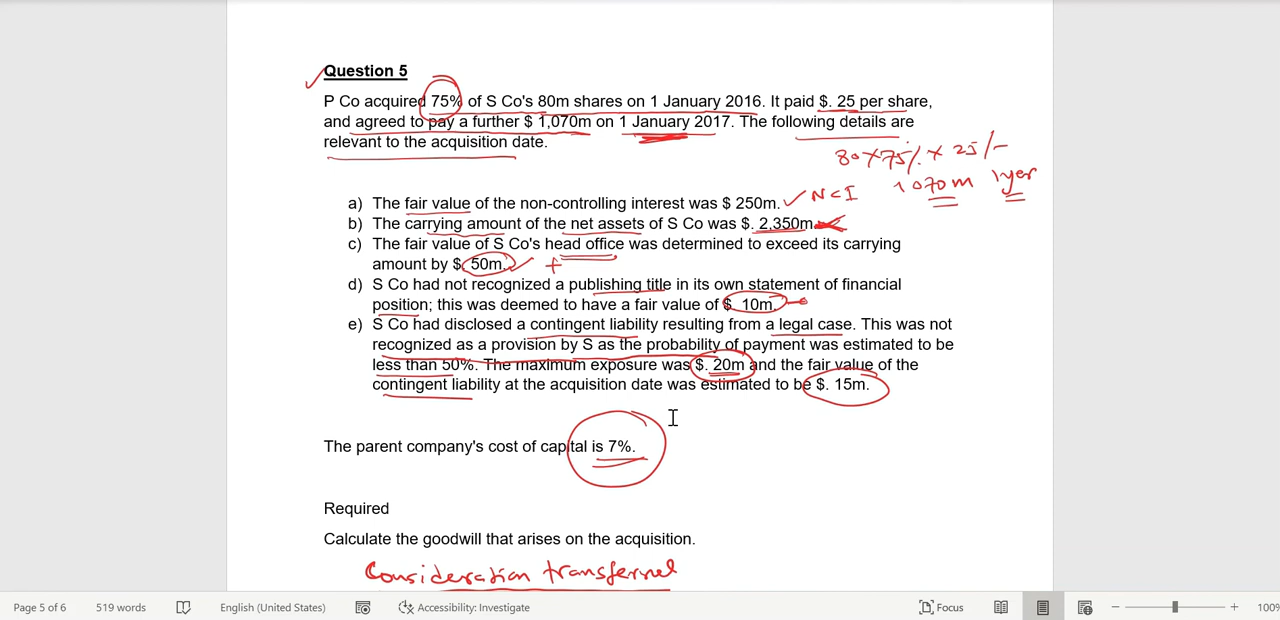 Question 5
P Co acquired 75% of S Co's 80m shares on 1 January 2016. It paid $. 25 per share,
and agreed to pay a further $ 1,070m on 1 January 2017. The following details are
relevant to the acquisition date.
80 x 75% x 25/-
1070m 1yer
a) The fair value of the non-controlling interest was $ 250m. NCI
b) The carrying amount of the net assets of S Co was $. 2,350m
c) The fair value of S Co's head office was determined to exceed its carrying
amount by $ 50m. +
d) S Co had not recognized a publishing title in its own statement of financial
position; this was deemed to have a fair value of $ 10m.
e) S Co had disclosed a contingent liability resulting from a legal case. This was not
recognized as a provision by S as the probability of payment was estimated to be
less than 50%. The maximum exposure was $. 20m and the fair value of the
contingent liability at the acquisition date was estimated to be $. 15m.
The parent company's cost of capital is 7%.
Required
Calculate the goodwill that arises on the acquisition.
Consideration transferred
Page 5 of 6 519 words English (United States) Accessibility: Investigate Focus 100%